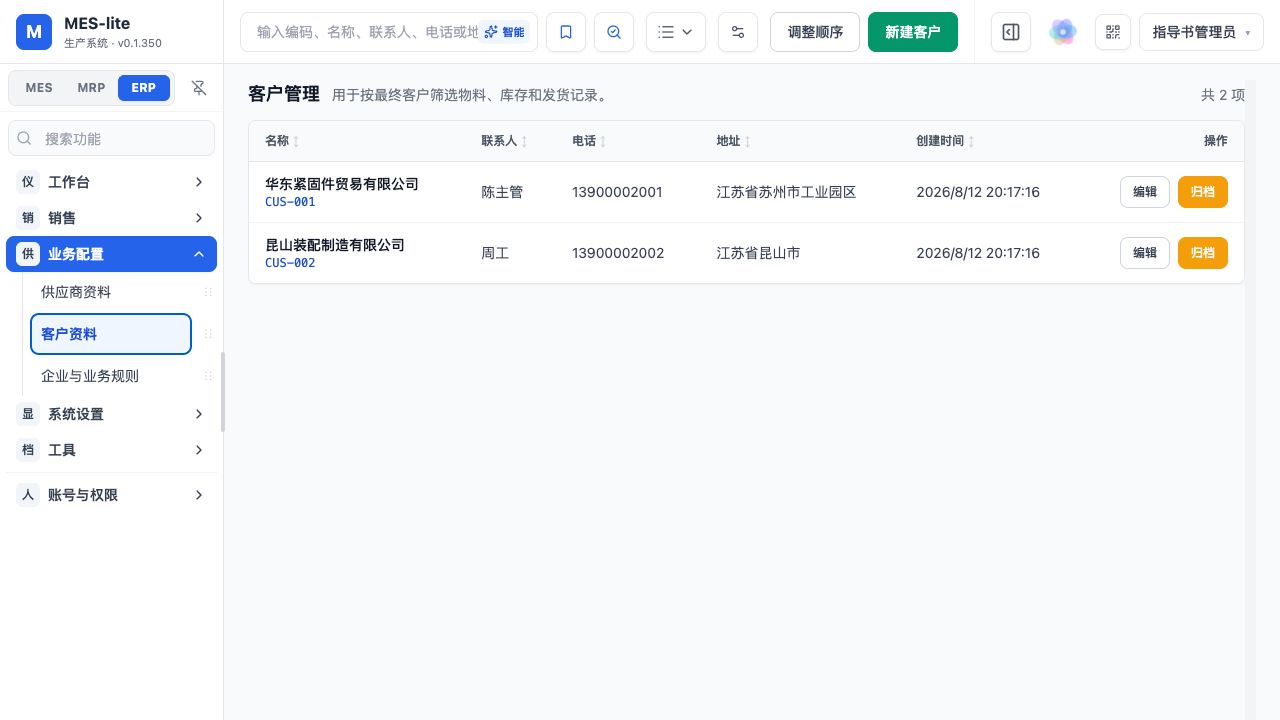 M
MES-lite
生产系统 · v0.1.350
输入编码、名称、联系人、电话或地
智能
调整顺序
新建客户
指导书管理员
MES
MRP
ERP
搜索功能
仪 工作台
销 销售
供 业务配置
供应商资料
客户资料
企业与业务规则
显 系统设置
档 工具
人 账号与权限
客户管理 用于按最终客户筛选物料、库存和发货记录。
共 2 项
名称 联系人 电话 地址 创建时间 操作
华东紧固件贸易有限公司
CUS-001
陈主管 13900002001 江苏省苏州市工业园区 2026/8/12 20:17:16 编辑 归档
昆山装配制造有限公司
CUS-002
周工 13900002002 江苏省昆山市 2026/8/12 20:17:16 编辑 归档